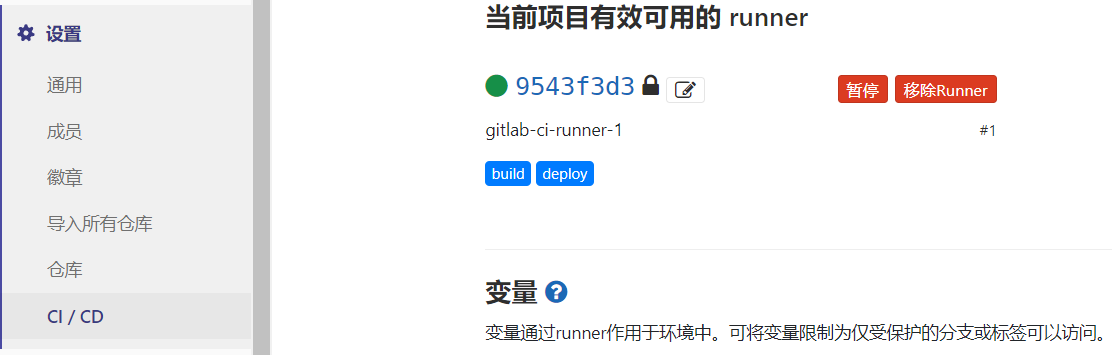 设置
通用
成员
徽章
导入所有仓库
仓库
CI / CD
当前项目有效可用的 runner
9543f3d3
暂停 移除Runner
gitlab-ci-runner-1 #1
build deploy
变量
变量通过runner作用于环境中。可将变量限制为仅受保护的分支或标签可以访问。